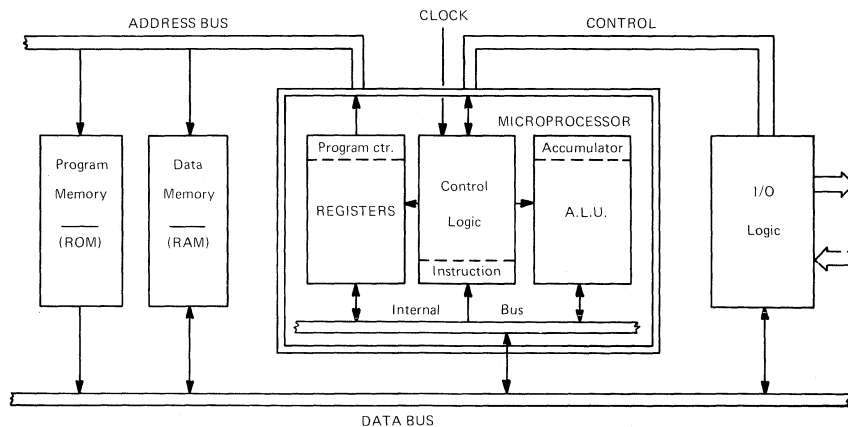 ADDRESS BUS
CLOCK
CONTROL
MICROPROCESSOR
Program
Memory
(ROM)
Data
Memory
(RAM)
Program ctr.
REGISTERS
Control
Logic
Instruction
Accumulator
A.L.U.
I/O
Logic
Internal Bus
DATA BUS